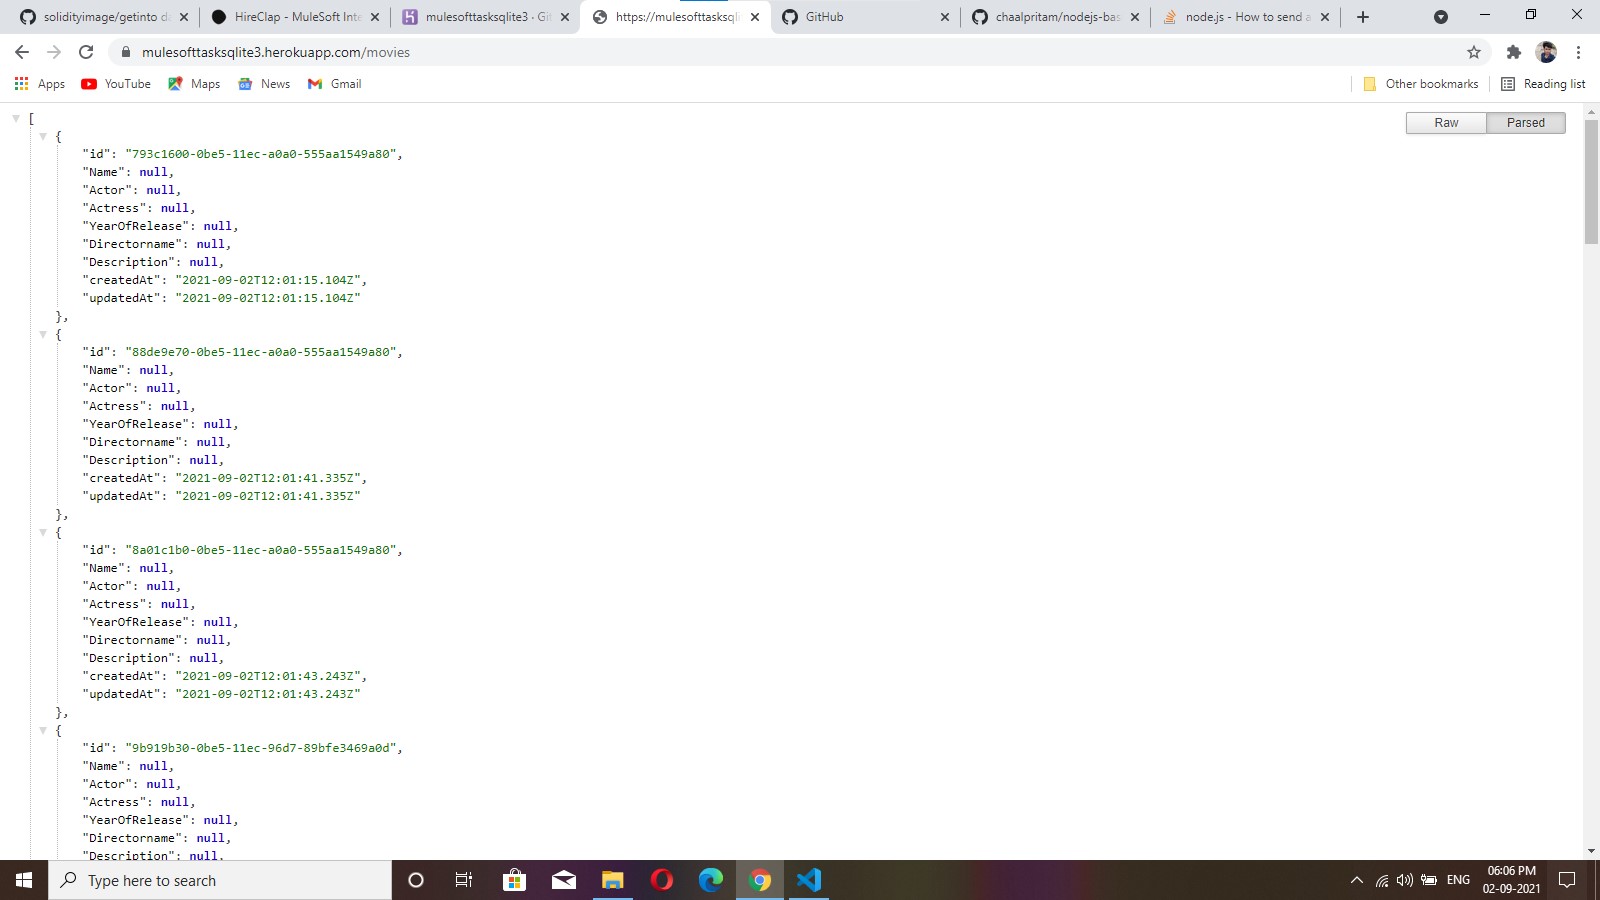 solidityimage/getinto da
HireClap - MuleSoft Inte
mulesofttasksqlite3 · Git
https://mulesofttasksqli
GitHub
chaalpritam/nodejs-bas
node.js - How to send a
mulesofttasksqlite3.herokuapp.com/movies
Apps
YouTube
Maps
News
Gmail
Other bookmarks
Reading list
Raw
Parsed
[
{
"id": "793c1600-0be5-11ec-a0a0-555aa1549a80",
"Name": null,
"Actor": null,
"Actress": null,
"YearOfRelease": null,
"Directorname": null,
"Description": null,
"createdAt": "2021-09-02T12:01:15.104Z",
"updatedAt": "2021-09-02T12:01:15.104Z"
},
{
"id": "88de9e70-0be5-11ec-a0a0-555aa1549a80",
"Name": null,
"Actor": null,
"Actress": null,
"YearOfRelease": null,
"Directorname": null,
"Description": null,
"createdAt": "2021-09-02T12:01:41.335Z",
"updatedAt": "2021-09-02T12:01:41.335Z"
},
{
"id": "8a01c1b0-0be5-11ec-a0a0-555aa1549a80",
"Name": null,
"Actor": null,
"Actress": null,
"YearOfRelease": null,
"Directorname": null,
"Description": null,
"createdAt": "2021-09-02T12:01:43.243Z",
"updatedAt": "2021-09-02T12:01:43.243Z"
},
{
"id": "9b919b30-0be5-11ec-96d7-89bfe3469a0d",
"Name": null,
"Actor": null,
"Actress": null,
"YearOfRelease": null,
"Directorname": null,
"Description": null,
Type here to search
ENG
06:06 PM
02-09-2021